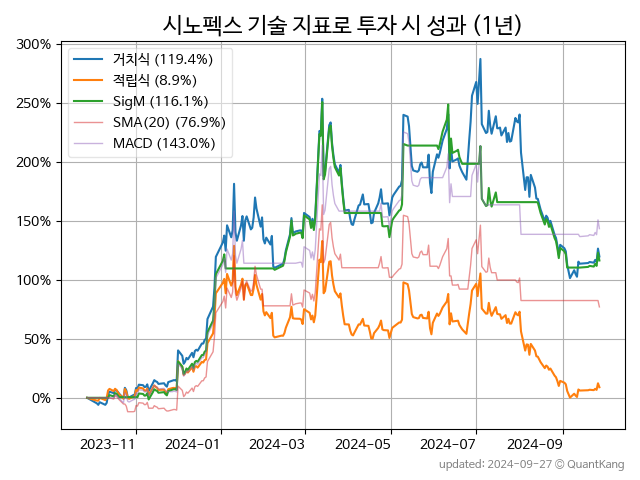 시노펙스 기술 지표로 투자 시 성과 (1년)
300%
250%
200%
150%
100%
50%
0%
거치식 (119.4%)
적립식 (8.9%)
SigM (116.1%)
SMA(20) (76.9%)
MACD (143.0%)
2023-11
2024-01
2024-03
2024-05
2024-07
2024-09
updated: 2024-09-27 © QuantKang